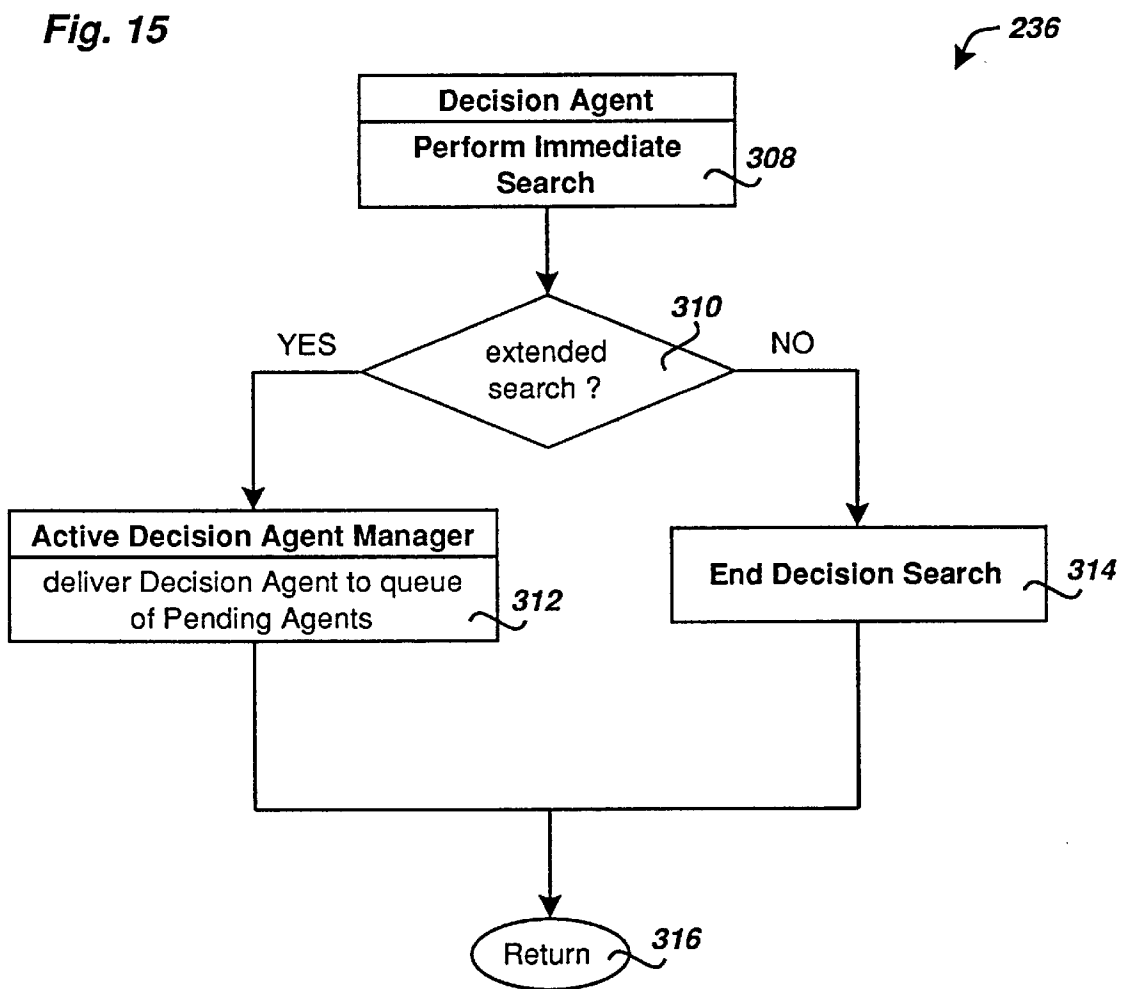 Fig. 15
236
Decision Agent
Perform Immediate
Search
308
310
YES
extended
search ?
NO
Active Decision Agent Manager
deliver Decision Agent to queue
of Pending Agents
312
End Decision Search
314
Return
316